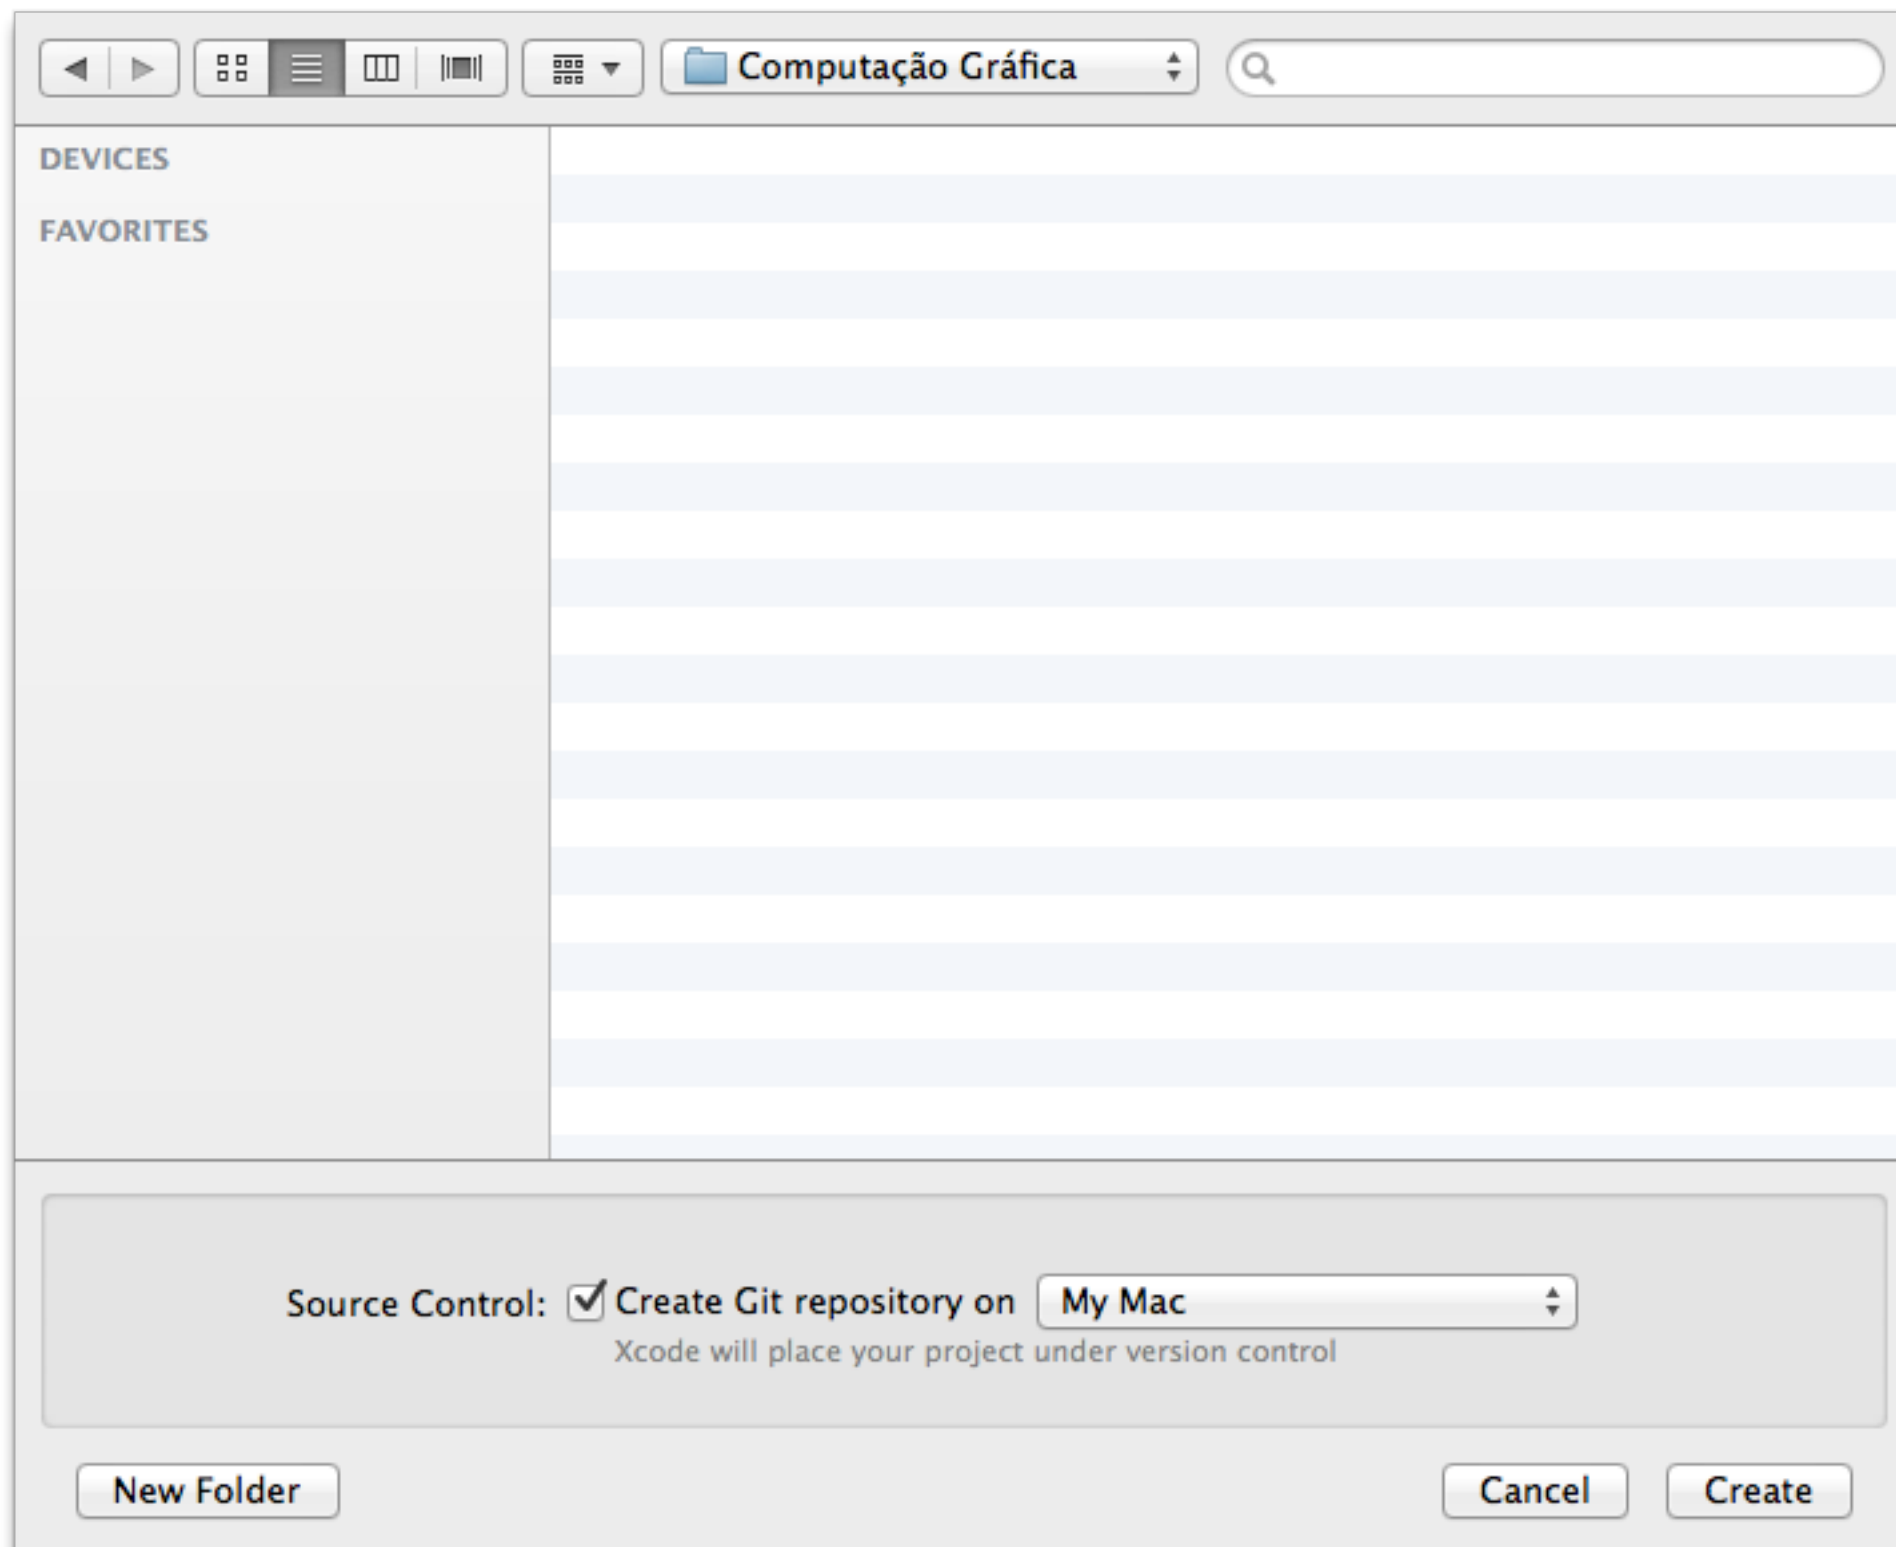 Computação Gráfica
DEVICES
FAVORITES
Source Control: Create Git repository on My Mac
Xcode will place your project under version control
New Folder Cancel Create